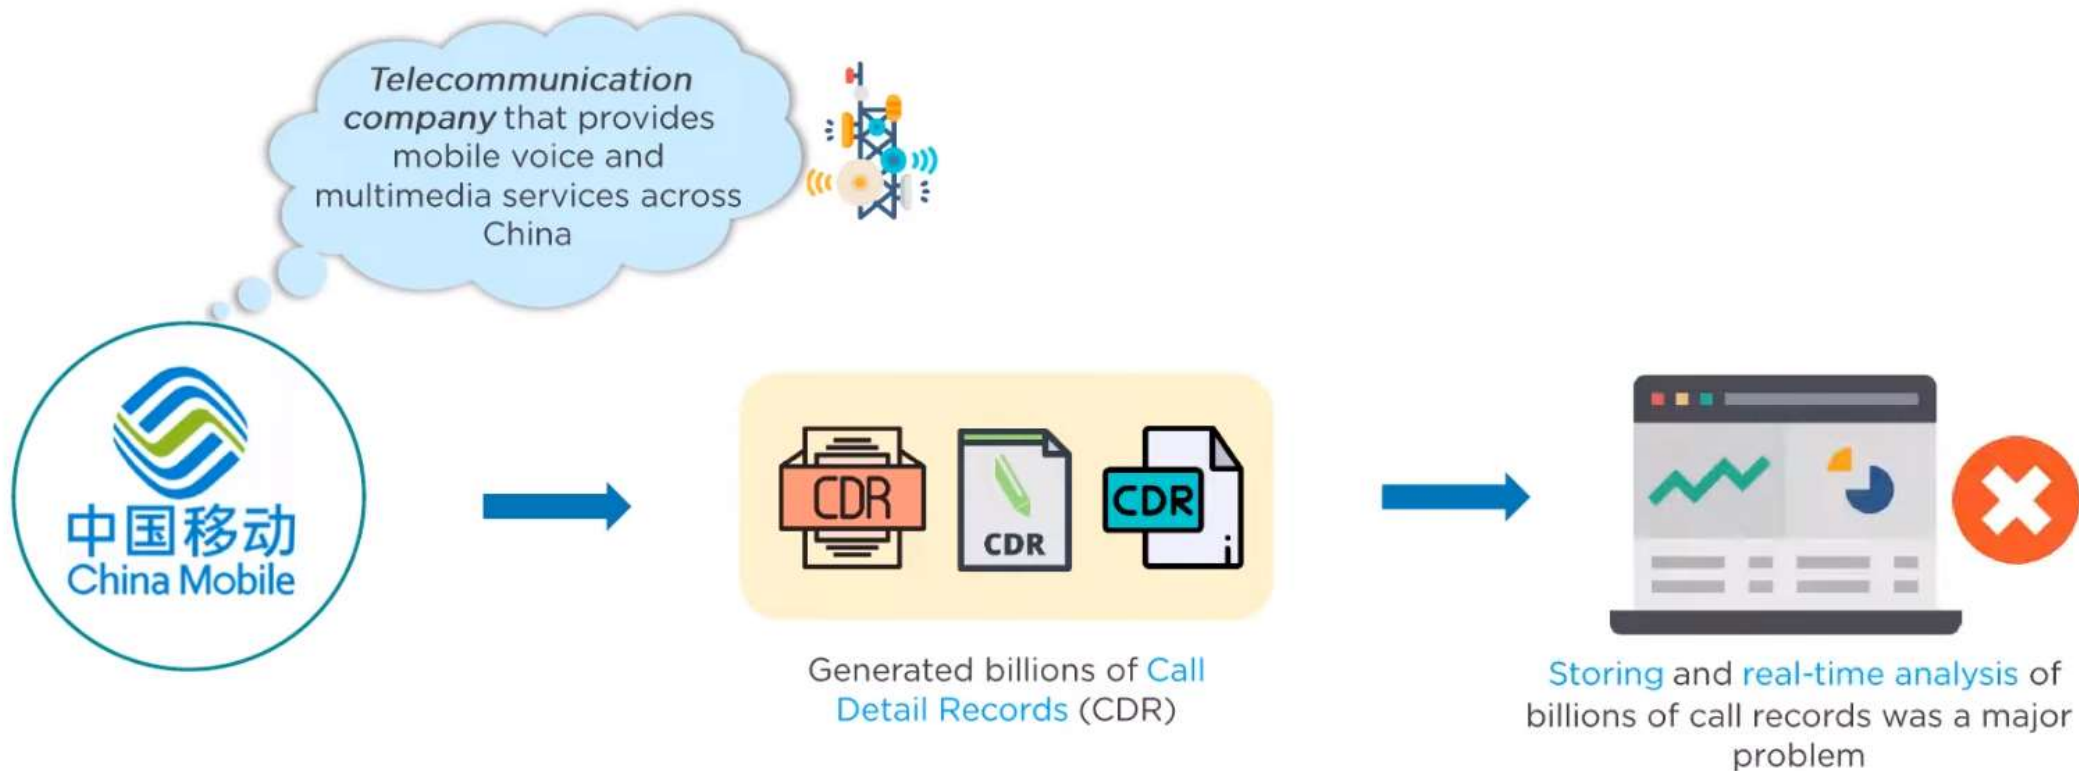 Telecommunication
company that provides
mobile voice and
multimedia services across
China
中国移动
China Mobile
CDR
CDR
CDR
i
Generated billions of Call
Detail Records (CDR)
Storing and real-time analysis of
billions of call records was a major
problem